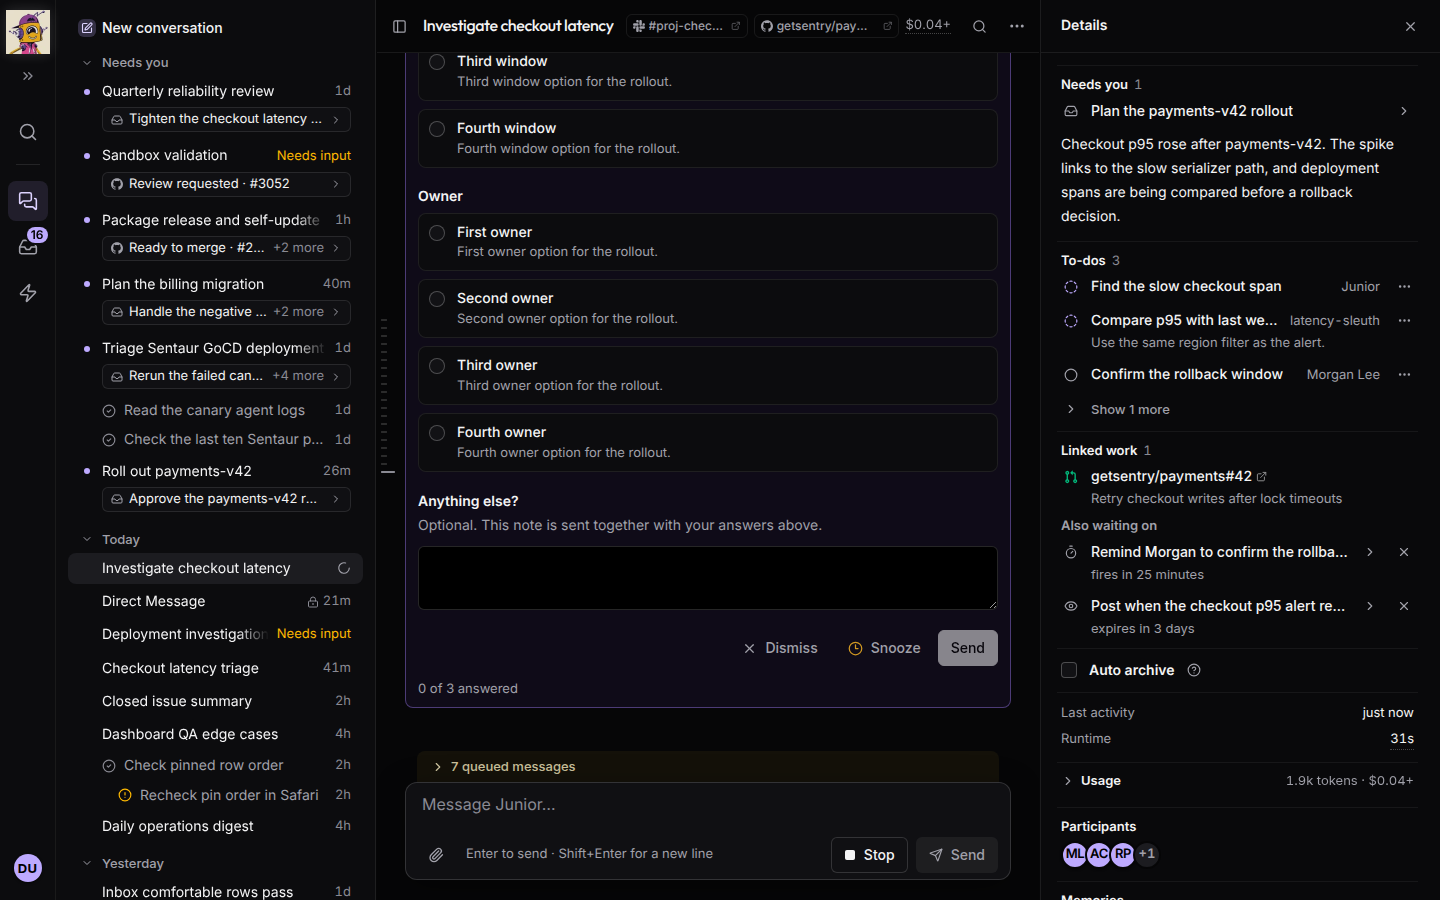 New conversation
Needs you
Quarterly reliability review 1d
Tighten the checkout latency ...
Sandbox validation Needs input
Review requested · #3052
Package release and self-update 1h
Ready to merge · #2... +2 more
Plan the billing migration 40m
Handle the negative ... +2 more
Triage Sentaur GoCD deployment 1d
Rerun the failed can... +4 more
Read the canary agent logs 1d
Check the last ten Sentaur p... 1d
Roll out payments-v42 26m
Approve the payments-v42 r...
Today
Investigate checkout latency
Direct Message 21m
Deployment investigation Needs input
Checkout latency triage 41m
Closed issue summary 2h
Dashboard QA edge cases 4h
Check pinned row order 2h
Recheck pin order in Safari 2h
Daily operations digest 4h
Yesterday
Inbox comfortable rows pass 1d
16
DU
Investigate checkout latency
#proj-chec...
getsentry/pay...
$0.04+
Third window
Third window option for the rollout.
Fourth window
Fourth window option for the rollout.
Owner
First owner
First owner option for the rollout.
Second owner
Second owner option for the rollout.
Third owner
Third owner option for the rollout.
Fourth owner
Fourth owner option for the rollout.
Anything else?
Optional. This note is sent together with your answers above.
Dismiss
Snooze
Send
0 of 3 answered
7 queued messages
Message Junior...
Enter to send · Shift+Enter for a new line
Stop
Send
Details
Needs you 1
Plan the payments-v42 rollout
Checkout p95 rose after payments-v42. The spike
links to the slow serializer path, and deployment
spans are being compared before a rollback
decision.
To-dos 3
Find the slow checkout span Junior
Compare p95 with last we... latency-sleuth
Use the same region filter as the alert.
Confirm the rollback window Morgan Lee
Show 1 more
Linked work 1
getsentry/payments#42
Retry checkout writes after lock timeouts
Also waiting on
Remind Morgan to confirm the rollba...
fires in 25 minutes
Post when the checkout p95 alert re...
expires in 3 days
Auto archive
Last activity just now
Runtime 31s
Usage 1.9k tokens · $0.04+
Participants
ML AC RP +1
Memories